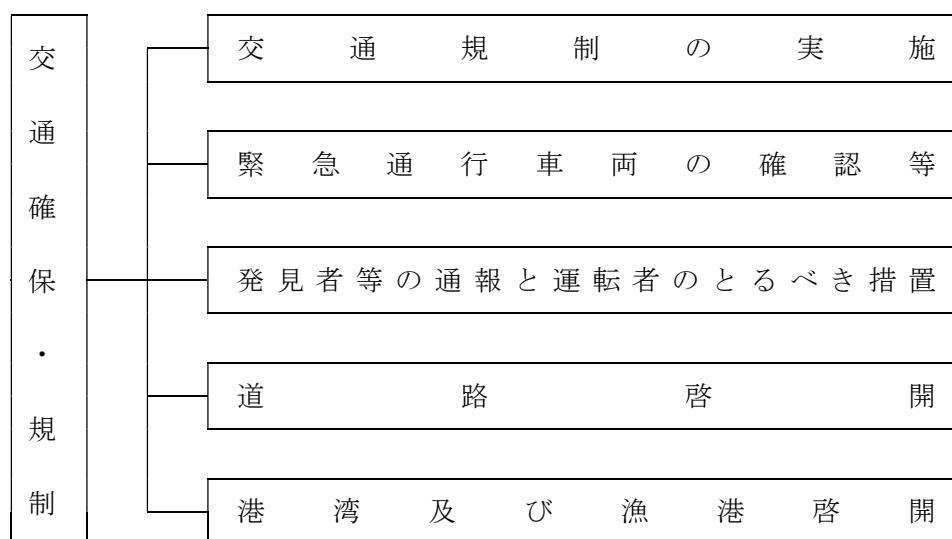 交通確保・規制
交通規制の実施
緊急通行車両の確認等
発見者等の通報と運転者のとるべき措置
道路啓開
港湾及び漁港啓開